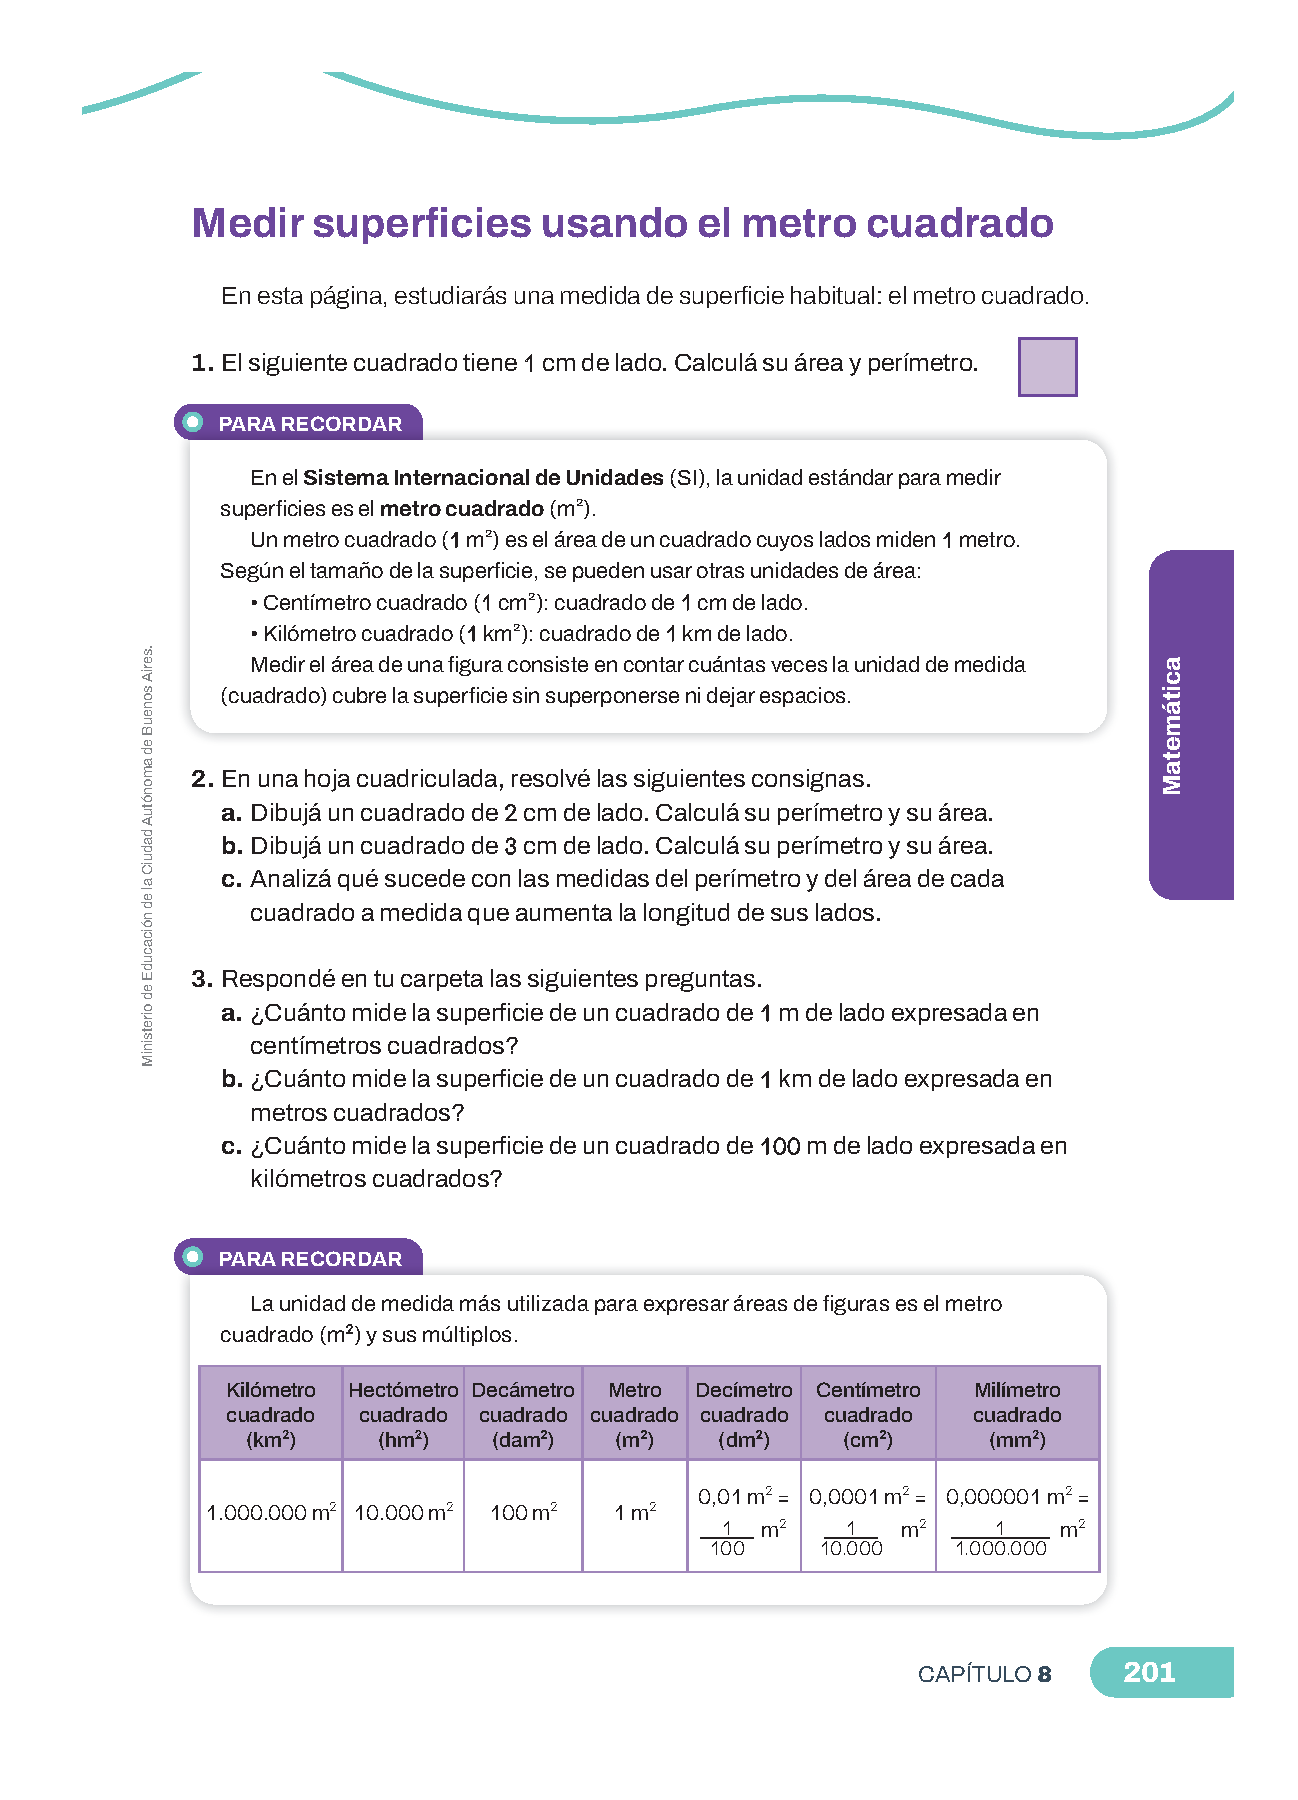 Medir superficies usando el metro cuadrado
En esta página, estudiarás una medida de superficie habitual: el metro cuadrado.
1. El siguiente cuadrado tiene 1 cm de lado. Calculá su área y perímetro.
PARA RECORDAR
En el Sistema Internacional de Unidades (SI), la unidad estándar para medir
superficies es el metro cuadrado (m²).
Un metro cuadrado (1 m²) es el área de un cuadrado cuyos lados miden 1 metro.
Según el tamaño de la superficie, se pueden usar otras unidades de área:
• Centímetro cuadrado (1 cm²): cuadrado de 1 cm de lado.
• Kilómetro cuadrado (1 km²): cuadrado de 1 km de lado.
Medir el área de una figura consiste en contar cuántas veces la unidad de medida
(cuadrado) cubre la superficie sin superponerse ni dejar espacios.
2. En una hoja cuadriculada, resolvé las siguientes consignas.
a. Dibujá un cuadrado de 2 cm de lado. Calculá su perímetro y su área.
b. Dibujá un cuadrado de 3 cm de lado. Calculá su perímetro y su área.
c. Analizá qué sucede con las medidas del perímetro y del área de cada
cuadrado a medida que aumenta la longitud de sus lados.
3. Respondé en tu carpeta las siguientes preguntas.
a. ¿Cuánto mide la superficie de un cuadrado de 1 m de lado expresada en
centímetros cuadrados?
b. ¿Cuánto mide la superficie de un cuadrado de 1 km de lado expresada en
metros cuadrados?
c. ¿Cuánto mide la superficie de un cuadrado de 100 m de lado expresada en
kilómetros cuadrados?
PARA RECORDAR
La unidad de medida más utilizada para expresar áreas de figuras es el metro
cuadrado (m²) y sus múltiplos.
Kilómetro Hectómetro Decámetro Metro Decímetro Centímetro Milímetro
cuadrado cuadrado cuadrado cuadrado cuadrado cuadrado cuadrado
(km²) (hm²) (dam²) (m²) (dm²) (cm²) (mm²)
0,01 m² = 0,0001 m² = 0,000001 m² =
1.000.000 m² 10.000 m² 100 m² 1 m²
1 m² 1 m² 1 m²
100 10.000 1.000.000
Ministerio de Educación de la Ciudad Autónoma de Buenos Aires.
Matemática
CAPÍTULO 8 201